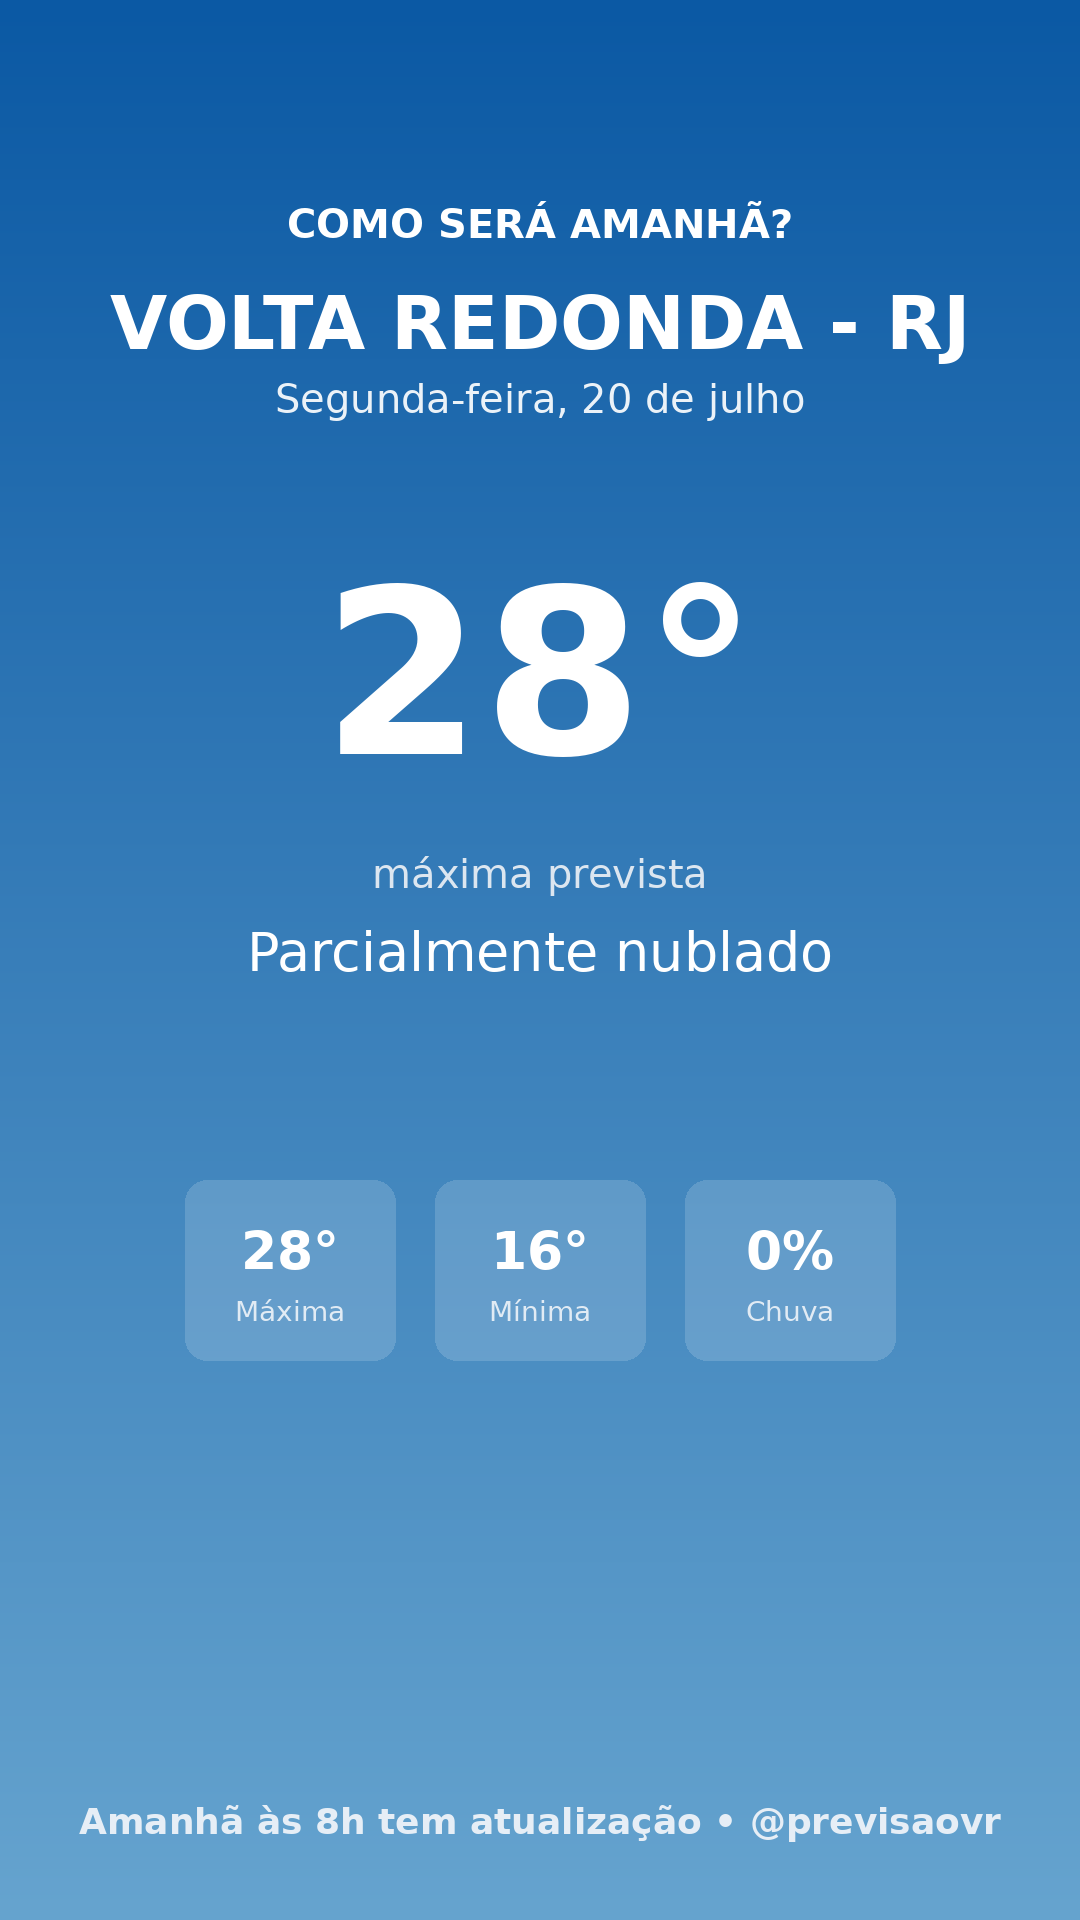 COMO SERÁ AMANHÃ?
VOLTA REDONDA - RJ
Segunda-feira, 20 de julho
28°
máxima prevista
Parcialmente nublado
28°
Máxima
16°
Mínima
0%
Chuva
Amanhã às 8h tem atualização • @previsaovr